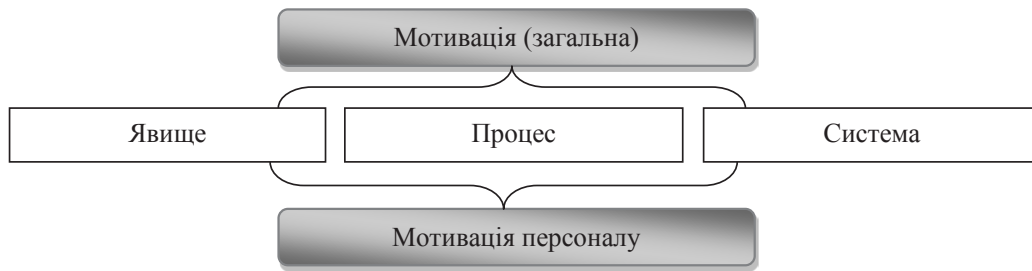 Мотивація (загальна)
Явище
Процес
Система
Мотивація персоналу